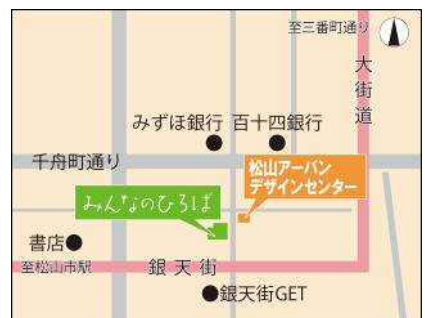 至三番町通り
大街道
みずほ銀行
百十四銀行
千舟町通り
松山アーバン
デザインセンター
みんなのひろば
書店
至松山市駅
銀天街
銀天街GET